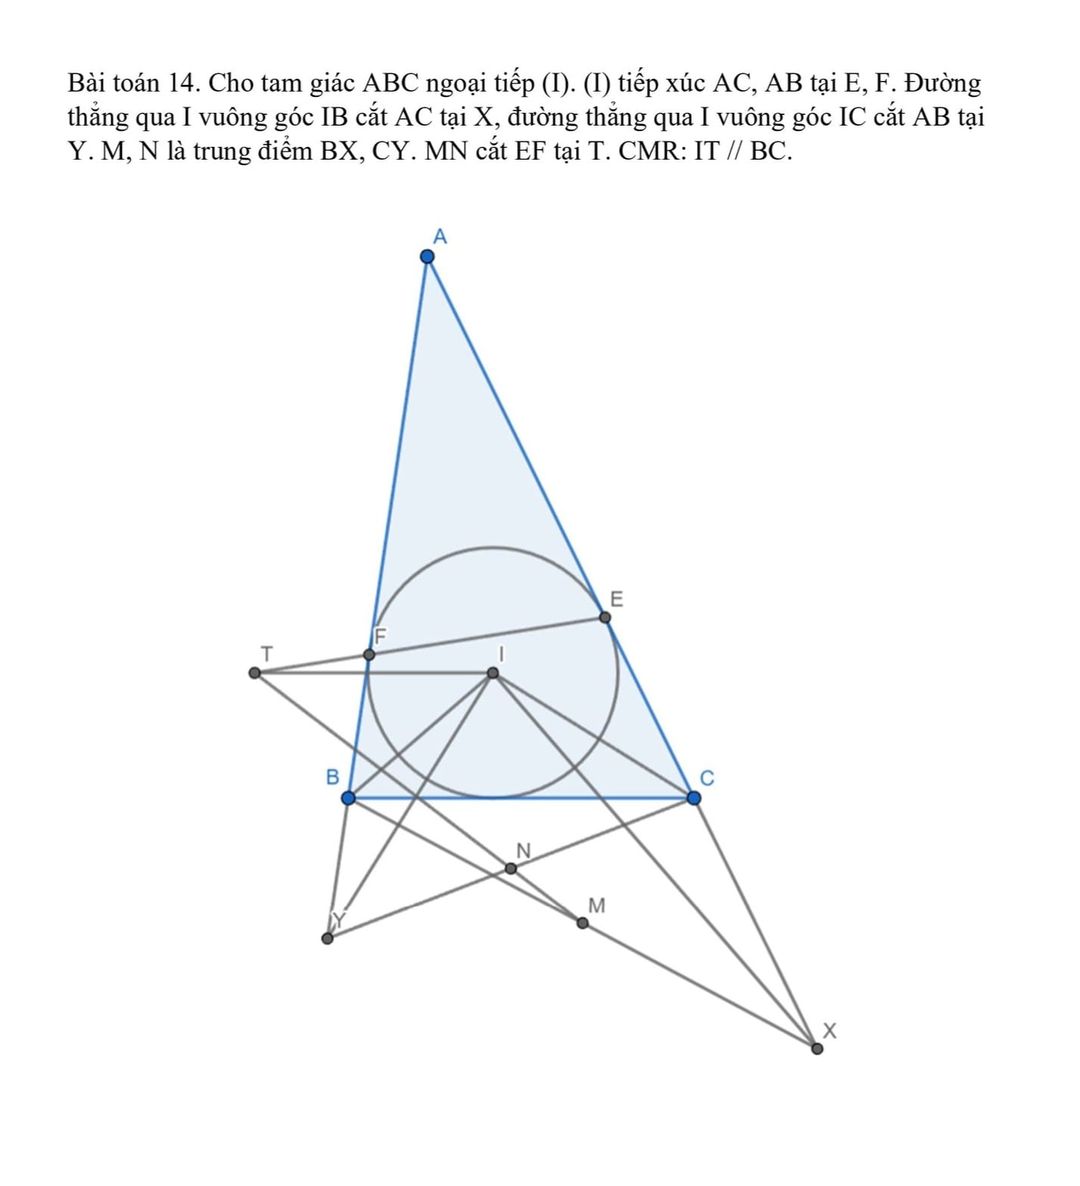 Bài toán 14. Cho tam giác ABC ngoại tiếp (I). (I) tiếp xúc AC, AB tại E, F. Đường
thẳng qua I vuông góc IB cắt AC tại X, đường thẳng qua I vuông góc IC cắt AB tại
Y. M, N là trung điểm BX, CY. MN cắt EF tại T. CMR: IT // BC.
A
E
F
T
I
B
C
N
M
Y
X